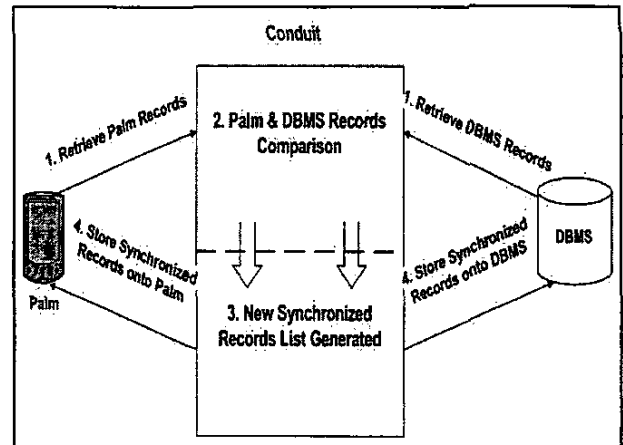 Conduit
1. Retrieve Palm Records
2. Palm & DBMS Records
Comparison
1. Retrieve DBMS Records
4. Store Synchronized
Records onto Palm
Palm
DBMS
4. Store Synchronized
Records onto DBMS
3. New Synchronized
Records List Generated